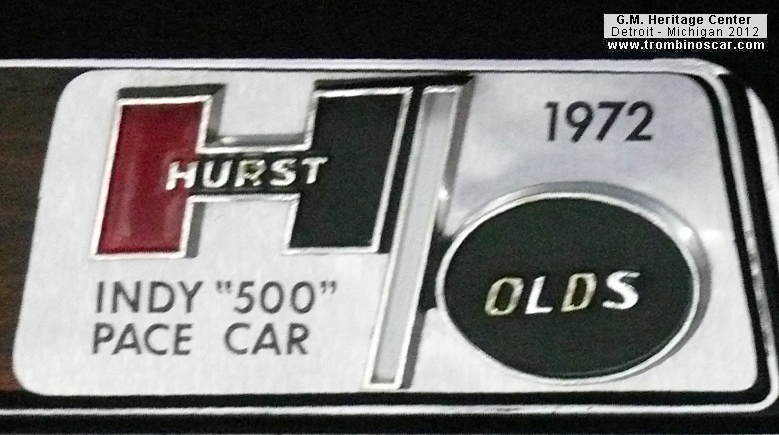 G.M. Heritage Center
Detroit - Michigan 2012
www.trombinoscar.com
HURST
1972
INDY "500"
PACE CAR
OLDS